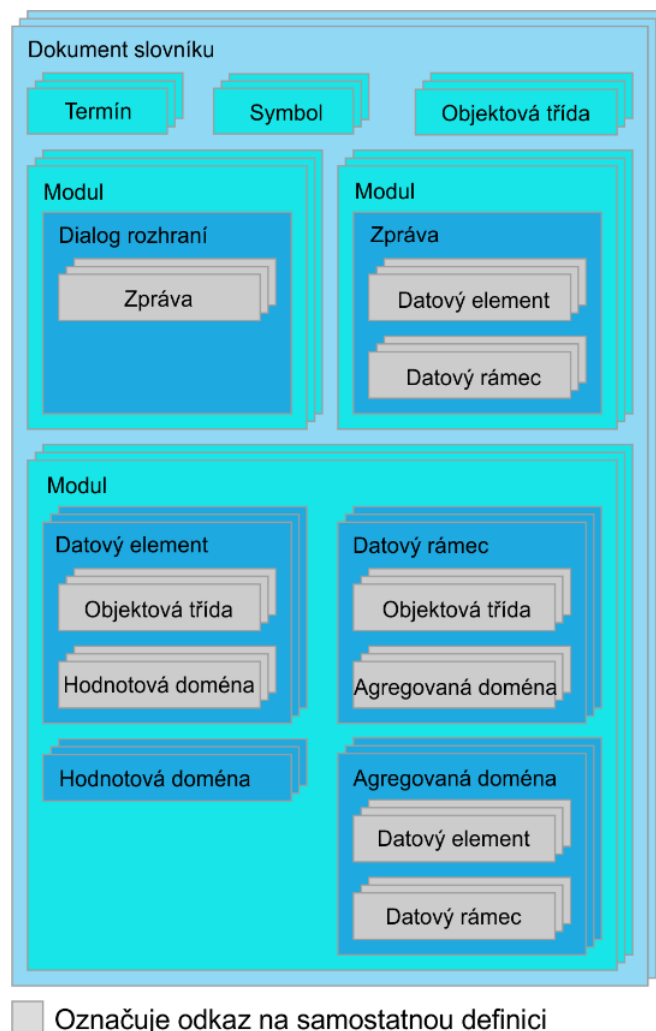 Dokument slovníku
Termín
Symbol
Objektová třída
Modul
Dialog rozhraní
Zpráva
Modul
Zpráva
Datový element
Datový rámec
Modul
Datový element
Objektová třída
Hodnotová doména
Datový rámec
Objektová třída
Agregovaná doména
Hodnotová doména
Agregovaná doména
Datový element
Datový rámec
Označuje odkaz na samostatnou definici